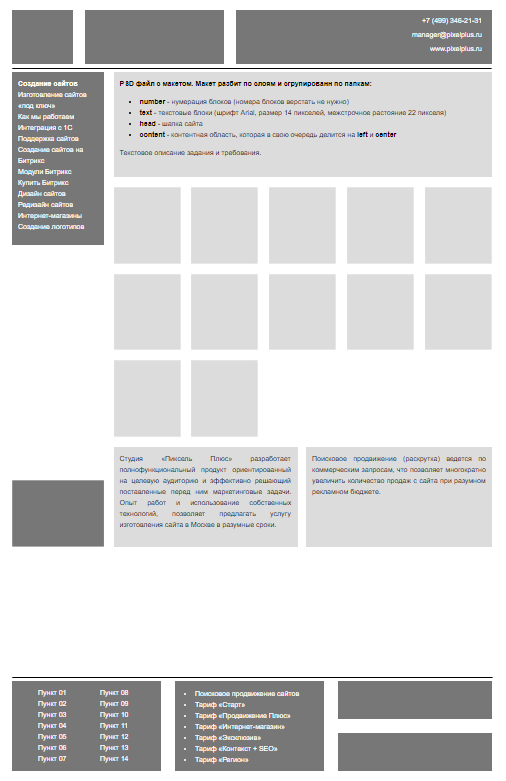 +7 (499) 346-21-31
manager@pixelplus.ru
www.pixelplus.ru
Создание сайтов
Изготовление сайтов
«под ключ»
Как мы работаем
Интеграция с 1С
Поддержка сайтов
Создание сайтов на
Битрикс
Модули Битрикс
Купить Битрикс
Дизайн сайтов
Редизайн сайтов
Интернет-магазины
Создание логотипов
PSD файл с макетом. Макет разбит по слоям и сгруппированн по папкам:
• number - нумерация блоков (номера блоков верстать не нужно)
• text - текстовые блоки (шрифт Arial, размер 14 пикселей, межстрочное растояние 22 пикселя)
• head - шапка сайта
• content - контентная область, которая в свою очередь делится на left и center
Текстовое описание задания и требования.
Студия «Пиксель Плюс» разработает
полнофункциональный продукт ориентированный
на целевую аудиторию и эффективно решающий
поставленные перед ним маркетинговые задачи.
Опыт работ и использование собственных
технологий, позволяет предлагать услугу
изготовления сайта в Москве в разумные сроки.
Поисковое продвижение (раскрутка) ведется по
коммерческим запросам, что позволяет многократно
увеличить количество продаж с сайта при разумном
рекламном бюджете.
Пункт 01
Пункт 02
Пункт 03
Пункт 04
Пункт 05
Пункт 06
Пункт 07
Пункт 08
Пункт 09
Пункт 10
Пункт 11
Пункт 12
Пункт 13
Пункт 14
• Поисковое продвижение сайтов
• Тариф «Старт»
• Тариф «Продвижение Плюс»
• Тариф «Интернет-магазин»
• Тариф «Эксклюзив»
• Тариф «Контекст + SEO»
• Тариф «Регион»